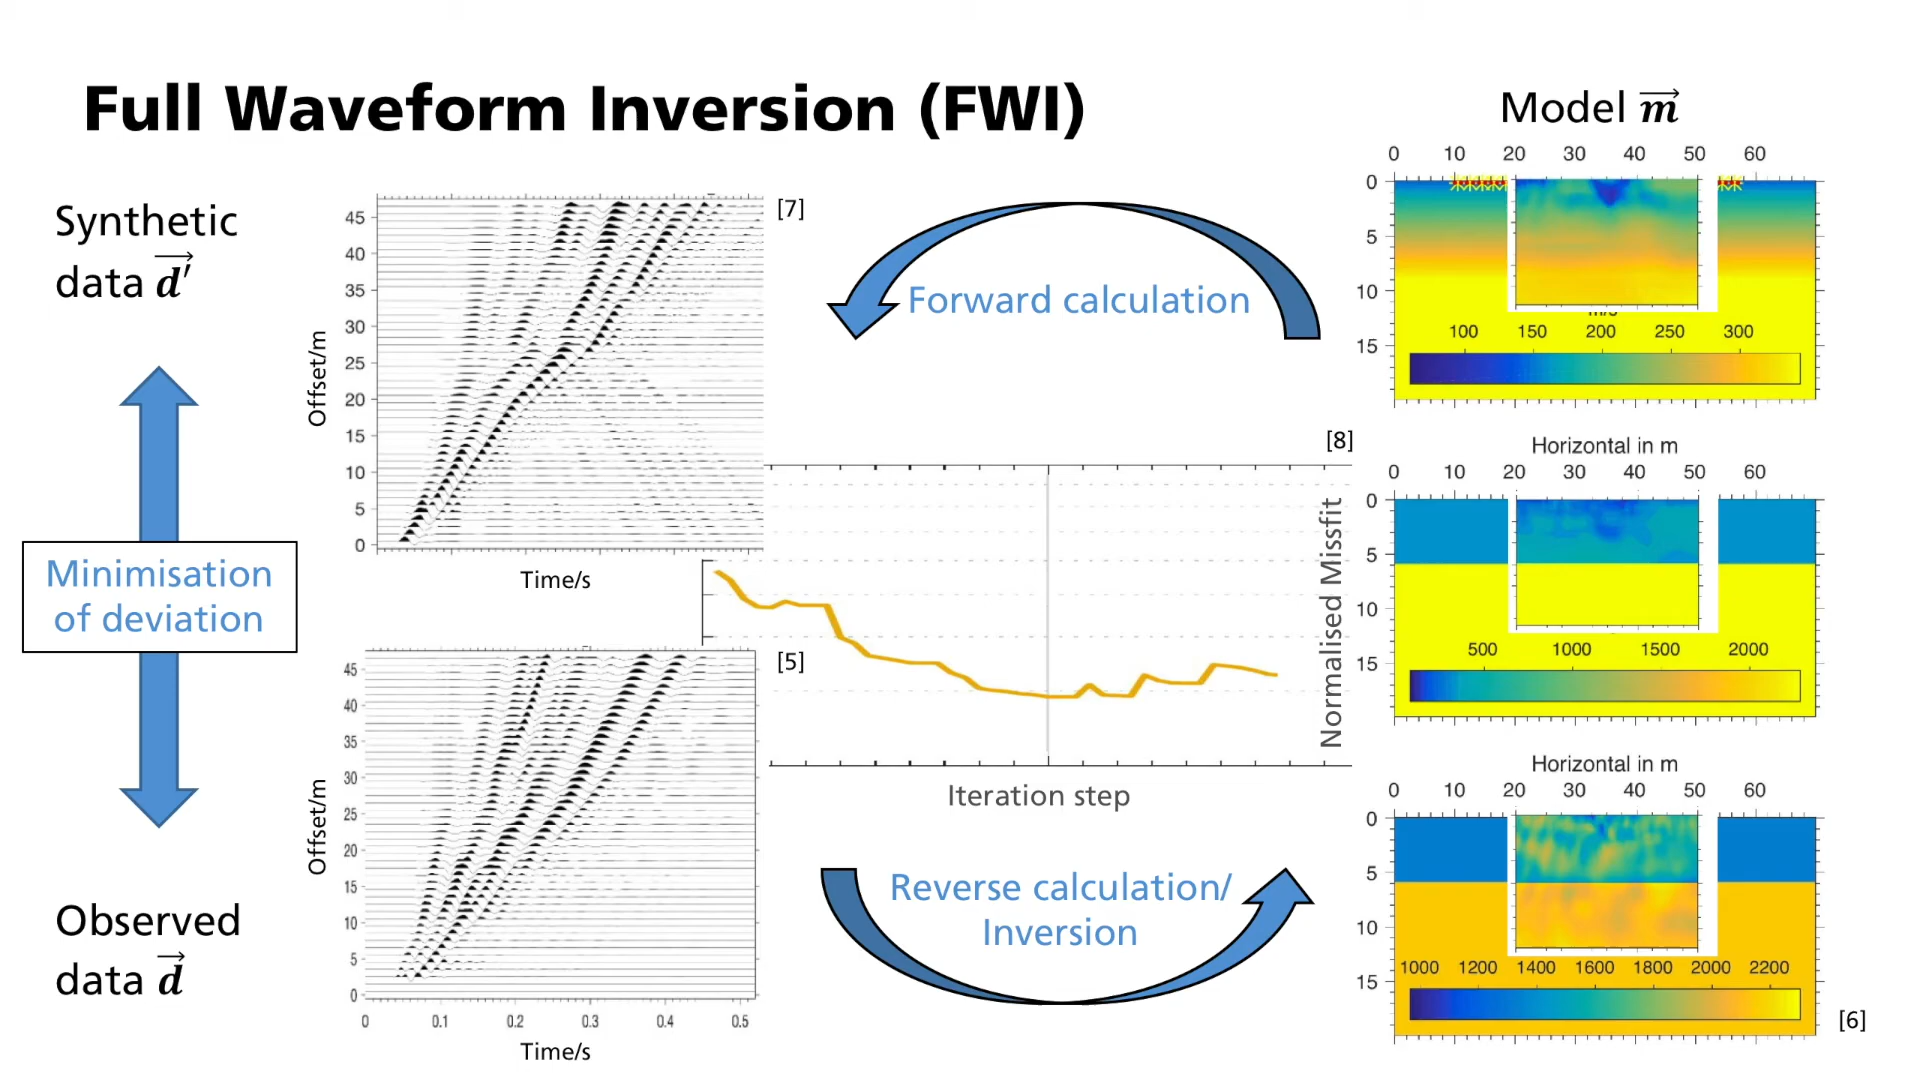 Full Waveform Inversion (FWI)
Synthetic
data d⃗′
Minimisation
of deviation
Observed
data d⃗
45
40
35
30
25
20
15
10
5
0
Offset/m
Time/s
[7]
45
40
35
30
25
20
15
10
5
0
Offset/m
0 0.1 0.2 0.3 0.4 0.5
Time/s
[5]
Forward calculation
[8]
Normalised Missfit
Iteration step
Reverse calculation/
Inversion
Model m⃗
0 10 20 30 40 50 60
0
5
10
15
m/s
100 150 200 250 300
Horizontal in m
0 10 20 30 40 50 60
0
5
10
15
500 1000 1500 2000
Horizontal in m
0 10 20 30 40 50 60
0
5
10
15
1000 1200 1400 1600 1800 2000 2200
[6]